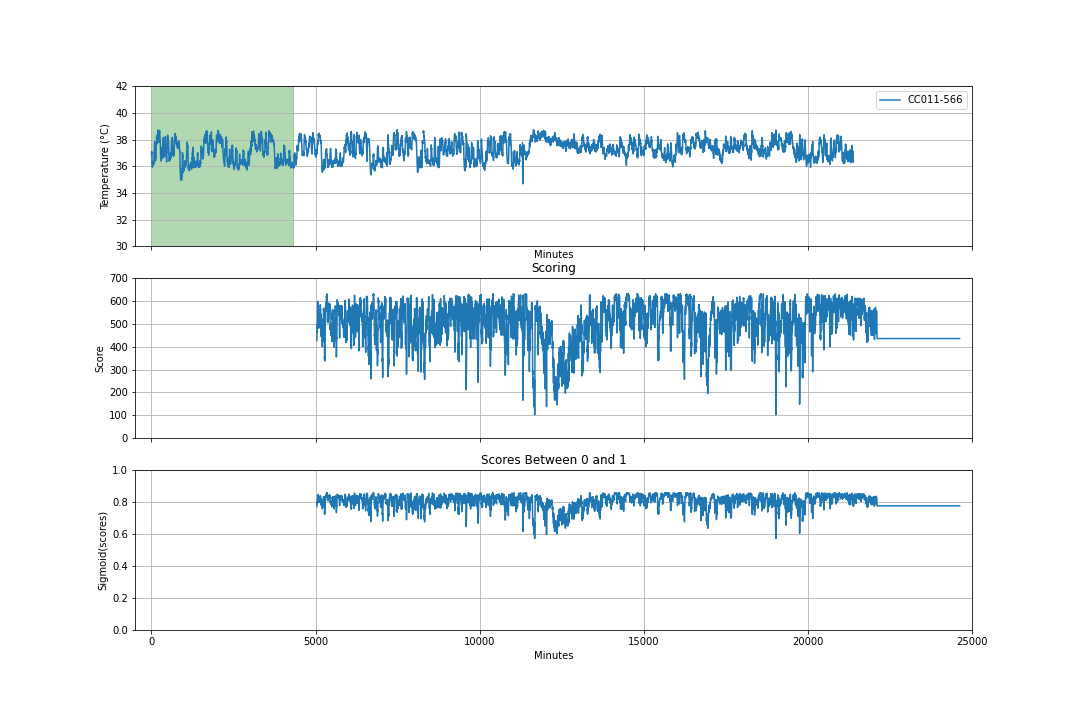 42
40
38
36
34
32
30
Temperature (°C)
CC011-566
Minutes
Scoring
700
600
500
400
300
200
100
0
Score
Scores Between 0 and 1
1.0
0.8
0.6
0.4
0.2
0.0
Sigmoid(scores)
0 5000 10000 15000 20000 25000
Minutes